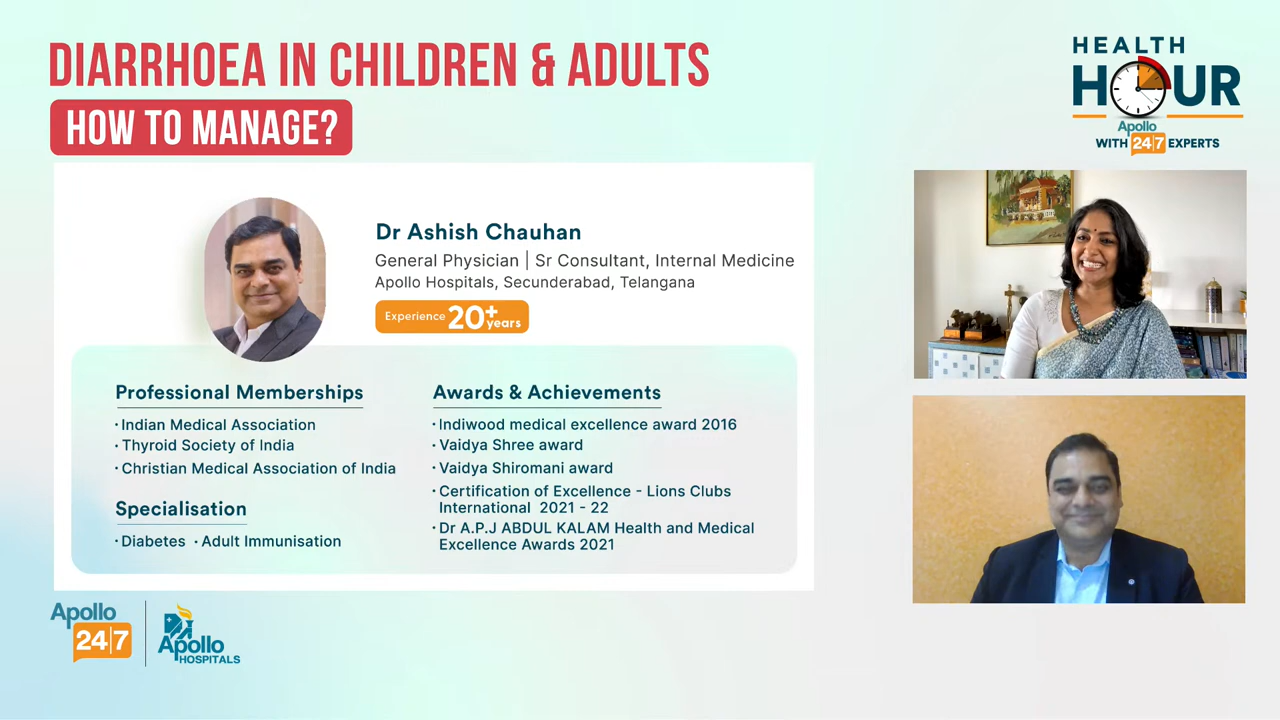 DIARRHOEA IN CHILDREN & ADULTS
HOW TO MANAGE?
HEALTH
HOUR
Apollo
WITH 24|7 EXPERTS
Dr Ashish Chauhan
General Physician | Sr Consultant, Internal Medicine
Apollo Hospitals, Secunderabad, Telangana
Experience 20+ years
Professional Memberships
· Indian Medical Association
· Thyroid Society of India
· Christian Medical Association of India
Specialisation
· Diabetes · Adult Immunisation
Awards & Achievements
· Indiwood medical excellence award 2016
· Vaidya Shree award
· Vaidya Shiromani award
· Certification of Excellence - Lions Clubs
International 2021 - 22
· Dr A.P.J ABDUL KALAM Health and Medical
Excellence Awards 2021
Apollo
24|7
Apollo
HOSPITALS